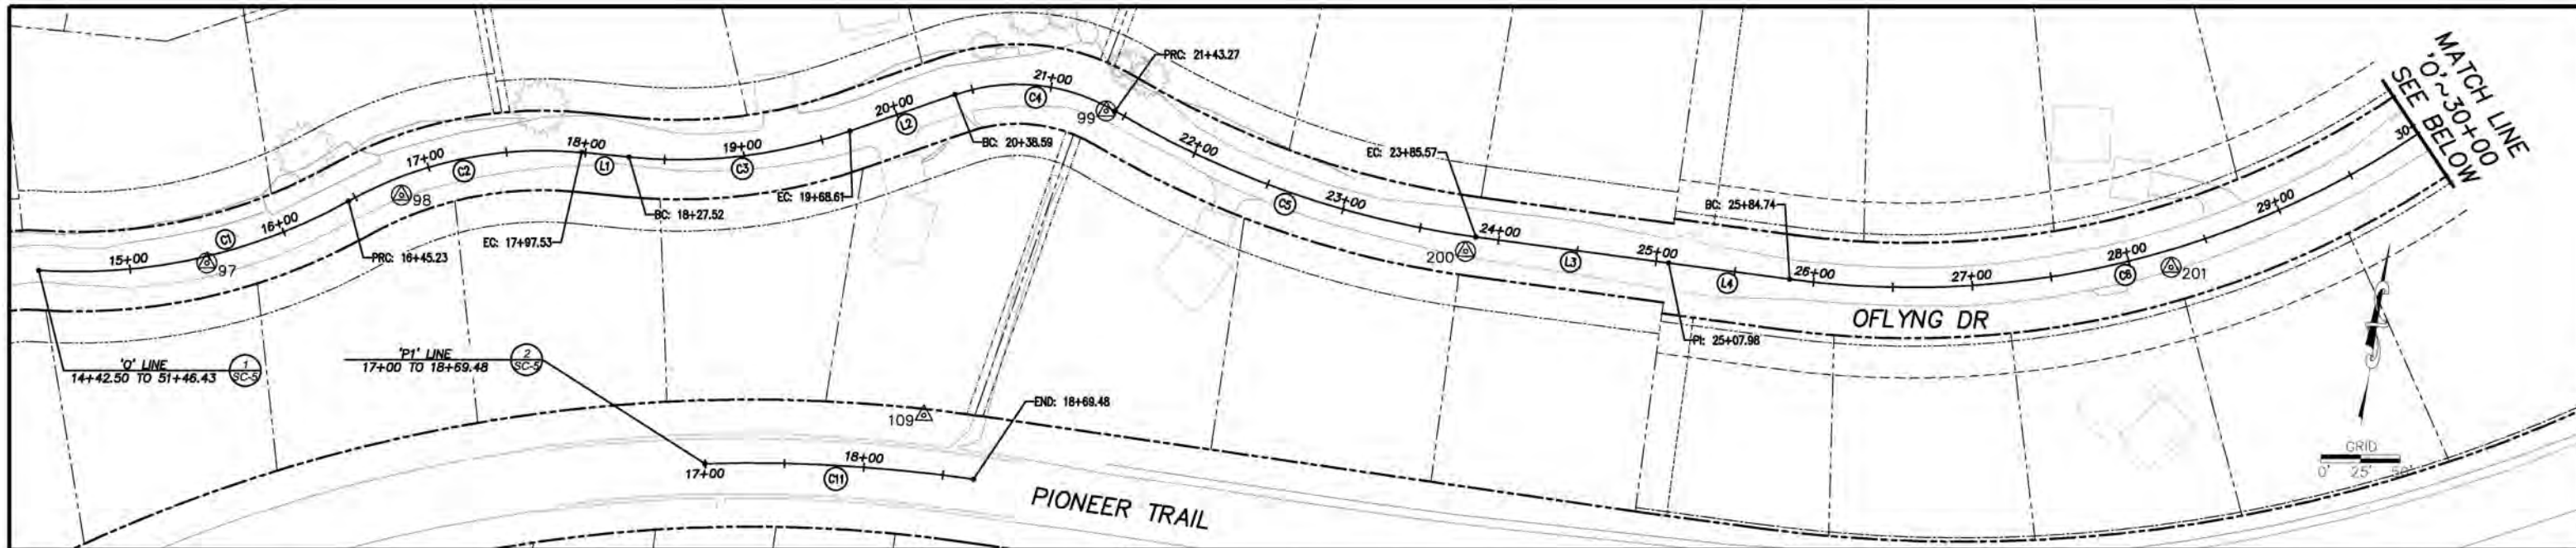 PRC: 21+43.27
MATCH LINE
'O'~30+00
SEE BELOW
21+00
C4
20+00
L2
99
19+00
C3
BC: 20+38.59
22+00
EC: 23+85.57
18+00
L1
17+00
C2
98
EC: 19+68.61
BC: 18+27.52
C5
23+00
BC: 25+84.74
30
29+00
16+00
C1
97
15+00
EC: 17+97.53
PRC: 16+45.23
24+00
200
L3
25+00
L4
26+00
27+00
28+00
C6
201
OFLYNG DR
PI: 25+07.98
'O' LINE
14+42.50 TO 51+46.43
1
SC-5
'P1' LINE
17+00 TO 18+69.48
2
SC-5
109
END: 18+69.48
17+00
18+00
C11
PIONEER TRAIL
GRID
0' 25' 50'